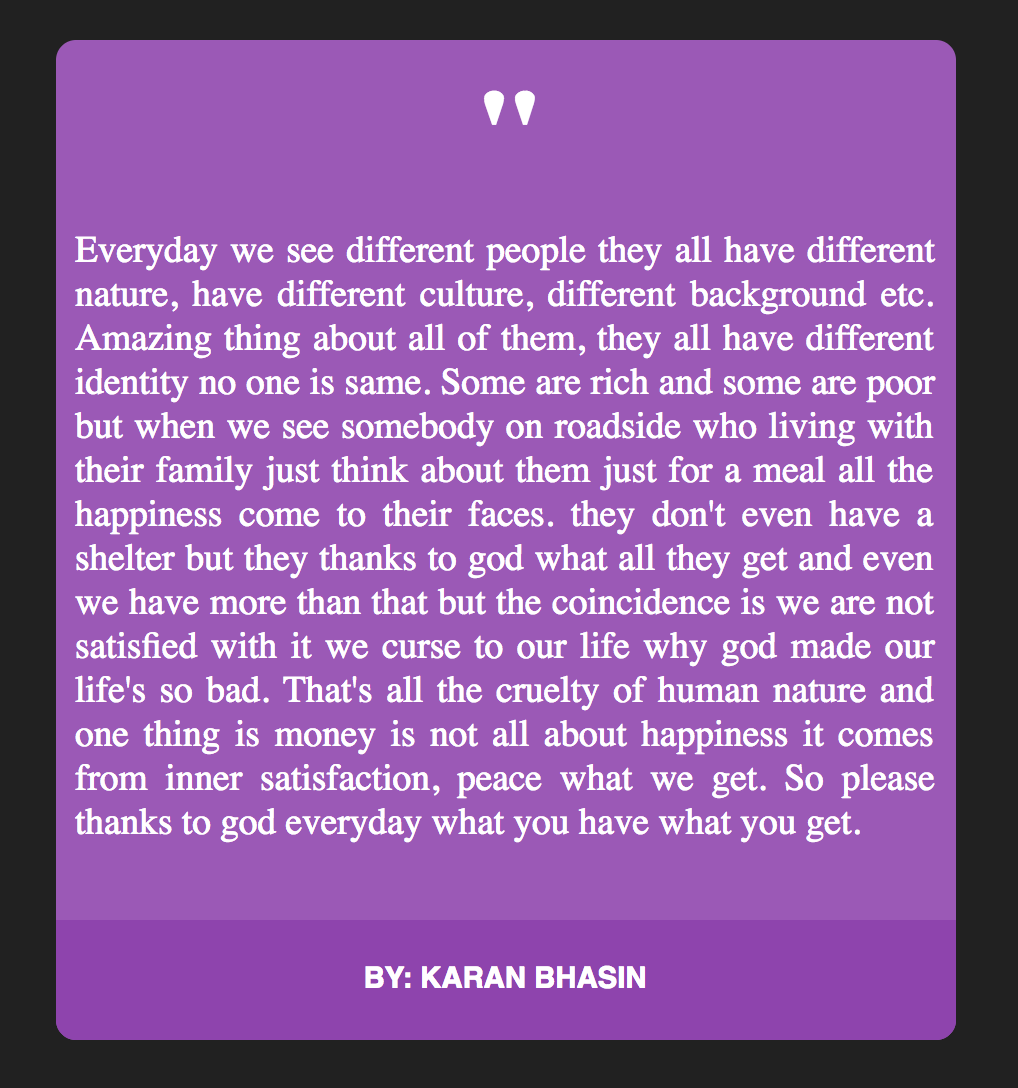 "
Everyday we see different people they all have different
nature, have different culture, different background etc.
Amazing thing about all of them, they all have different
identity no one is same. Some are rich and some are poor
but when we see somebody on roadside who living with
their family just think about them just for a meal all the
happiness come to their faces. they don't even have a
shelter but they thanks to god what all they get and even
we have more than that but the coincidence is we are not
satisfied with it we curse to our life why god made our
life's so bad. That's all the cruelty of human nature and
one thing is money is not all about happiness it comes
from inner satisfaction, peace what we get. So please
thanks to god everyday what you have what you get.
BY: KARAN BHASIN